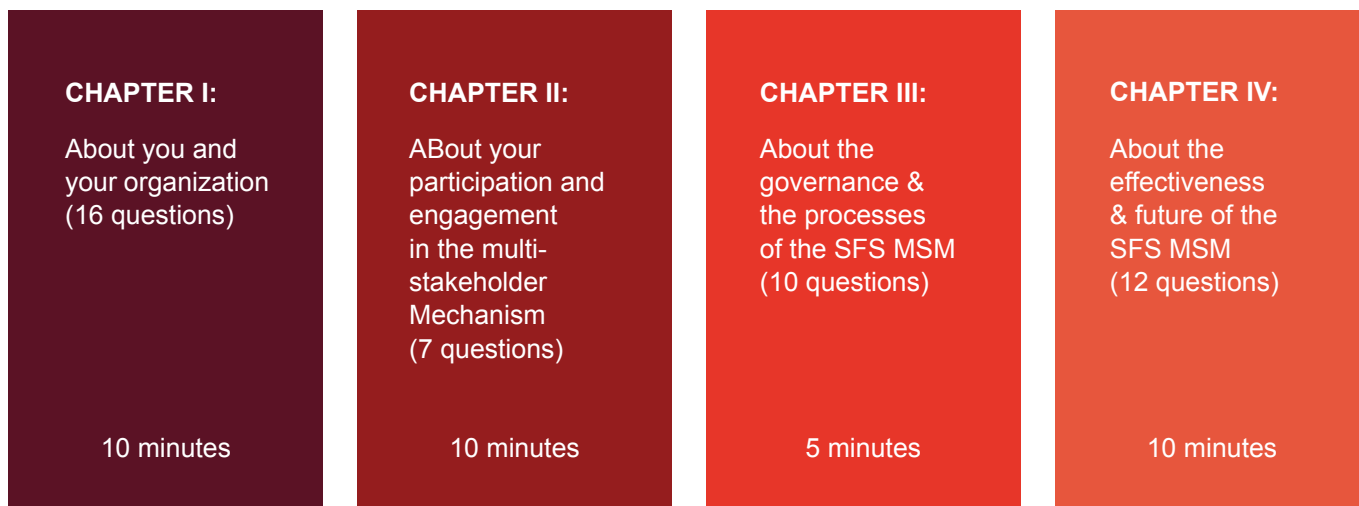 CHAPTER I:
About you and
your organization
(16 questions)
10 minutes
CHAPTER II:
ABout your
participation and
engagement
in the multi-
stakeholder
Mechanism
(7 questions)
10 minutes
CHAPTER III:
About the
governance &
the processes
of the SFS MSM
(10 questions)
5 minutes
CHAPTER IV:
About the
effectiveness
& future of the
SFS MSM
(12 questions)
10 minutes